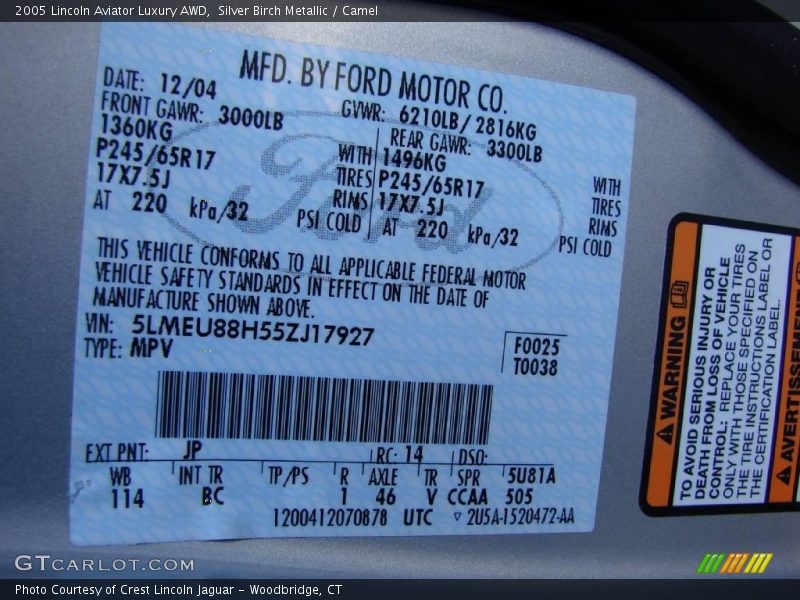 2005 Lincoln Aviator Luxury AWD, Silver Birch Metallic / Camel
MFD. BY FORD MOTOR CO.
DATE: 12/04
GVWR: 6210LB/ 2816KG
FRONT GAWR: 3000LB
REAR GAWR: 3300LB
1360KG WITH
1496KG WITH
P245/65R17 TIRES
P245/65R17 TIRES
17X7.5J RIMS
17X7.5J RIMS
AT 220 kPa/32 PSI COLD
AT 220 kPa/32 PSI COLD
Ford
THIS VEHICLE CONFORMS TO ALL APPLICABLE FEDERAL MOTOR
VEHICLE SAFETY STANDARDS IN EFFECT ON THE DATE OF
MANUFACTURE SHOWN ABOVE.
VIN: 5LMEU88H55ZJ17927
TYPE: MPV
F0025
T0038
EXT PNT: JP RC: 14 DSO:
WB INT TR TP/PS R AXLE TR SPR 5U81A
114 BC 1 46 V CCAA 505
1200412070878 UTC ▽ 2U5A-1520472-AA
⚠WARNING
TO AVOID SERIOUS INJURY OR
DEATH FROM LOSS OF VEHICLE
CONTROL: REPLACE YOUR TIRES
ONLY WITH THOSE SPECIFIED ON
THE TIRE INSTRUCTIONS LABEL OR
THE CERTIFICATION LABEL.
⚠AVERTISSEMENT
GTCARLOT.COM
Photo Courtesy of Crest Lincoln Jaguar - Woodbridge, CT